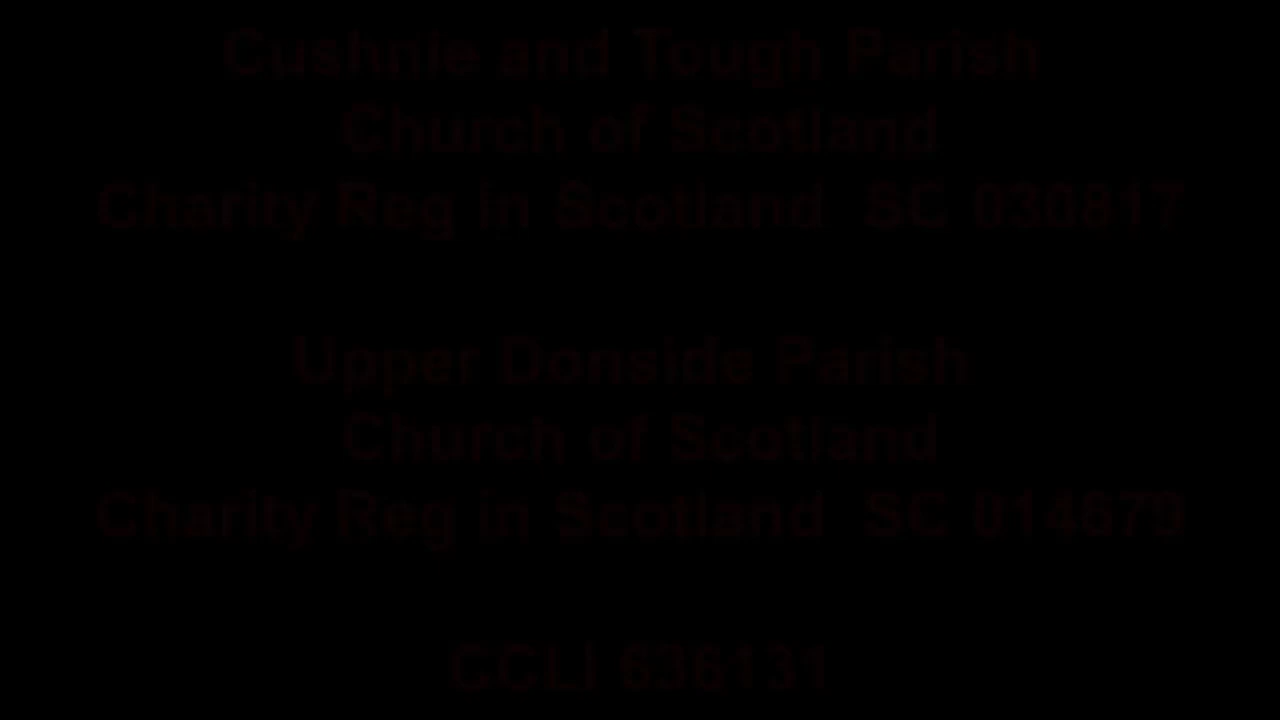 Cushnie and Tough Parish
Church of Scotland
Charity Reg in Scotland  SC 030817
Upper Donside Parish
Church of Scotland
Charity Reg in Scotland  SC 014679
CCLI 636131